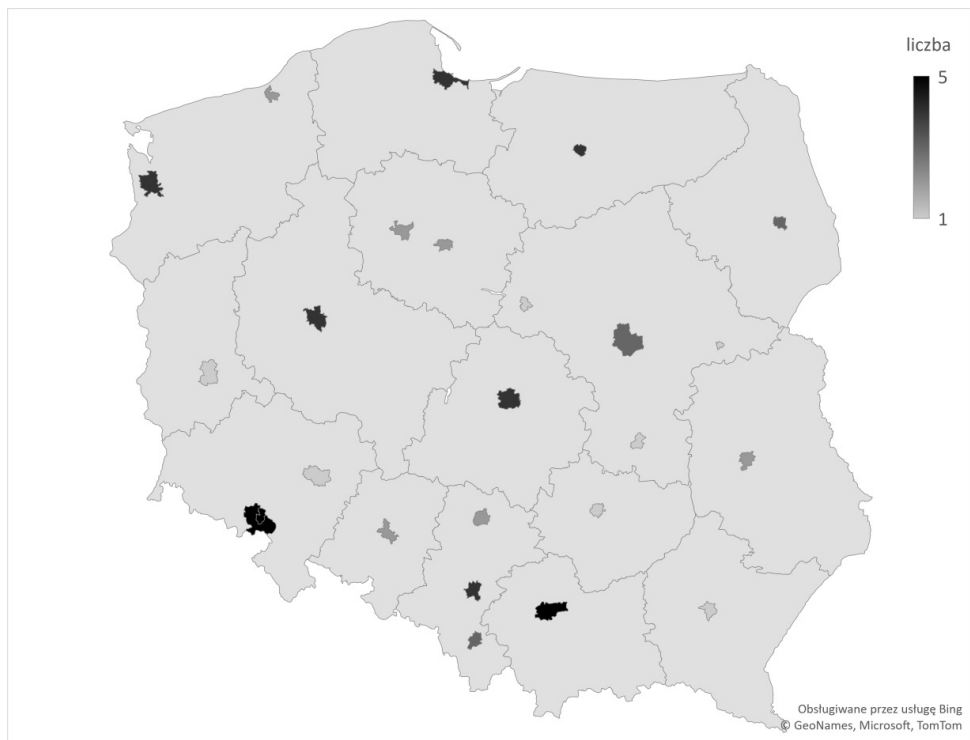 liczba
5
1
Obsługiwane przez usługę Bing
© GeoNames, Microsoft, TomTom